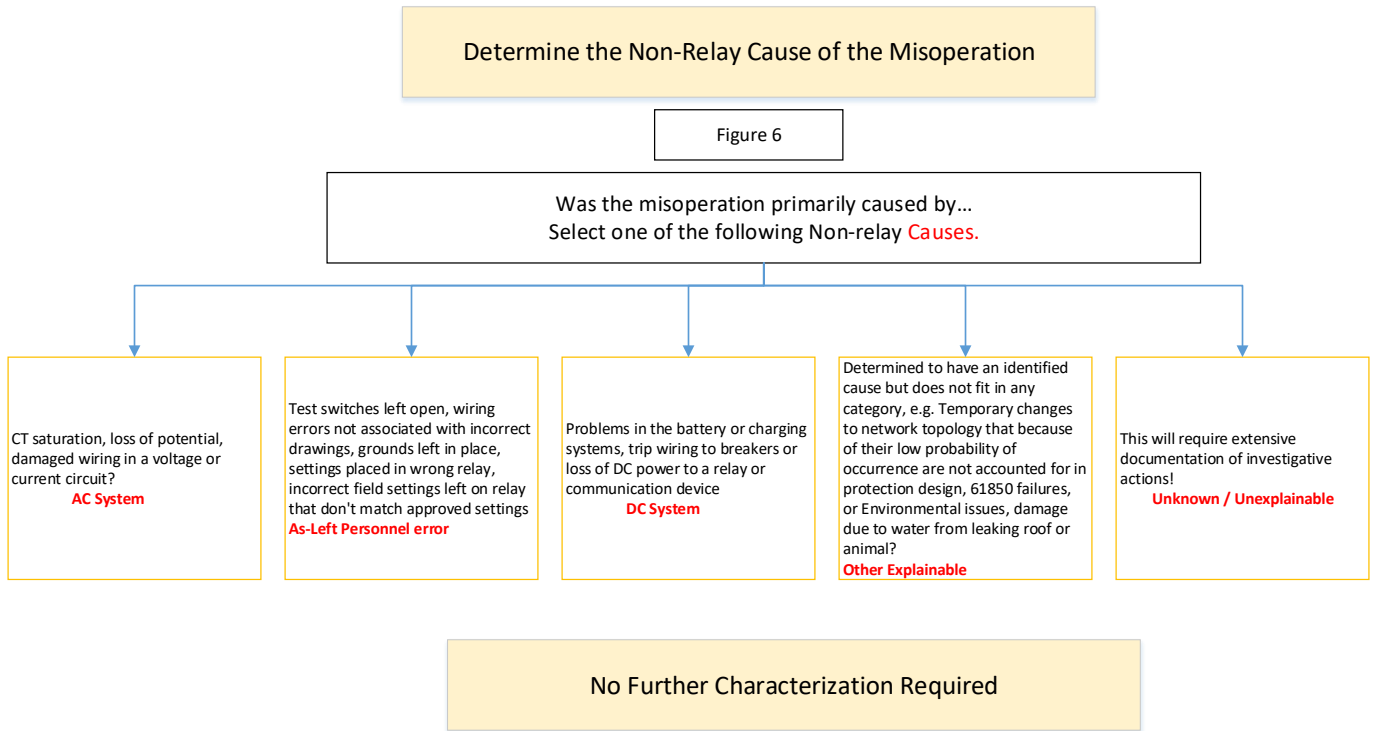 Determine the Non-Relay Cause of the Misoperation
Figure 6
Was the misoperation primarily caused by…
Select one of the following Non-relay Causes.
CT saturation, loss of potential,
damaged wiring in a voltage or
current circuit?
AC System
Test switches left open, wiring
errors not associated with incorrect
drawings, grounds left in place,
settings placed in wrong relay,
incorrect field settings left on relay
that don't match approved settings
As-Left Personnel error
Problems in the battery or charging
systems, trip wiring to breakers or
loss of DC power to a relay or
communication device
DC System
Determined to have an identified
cause but does not fit in any
category, e.g. Temporary changes
to network topology that because
of their low probability of
occurrence are not accounted for in
protection design, 61850 failures,
or Environmental issues, damage
due to water from leaking roof or
animal?
Other Explainable
This will require extensive
documentation of investigative
actions!
Unknown / Unexplainable
No Further Characterization Required